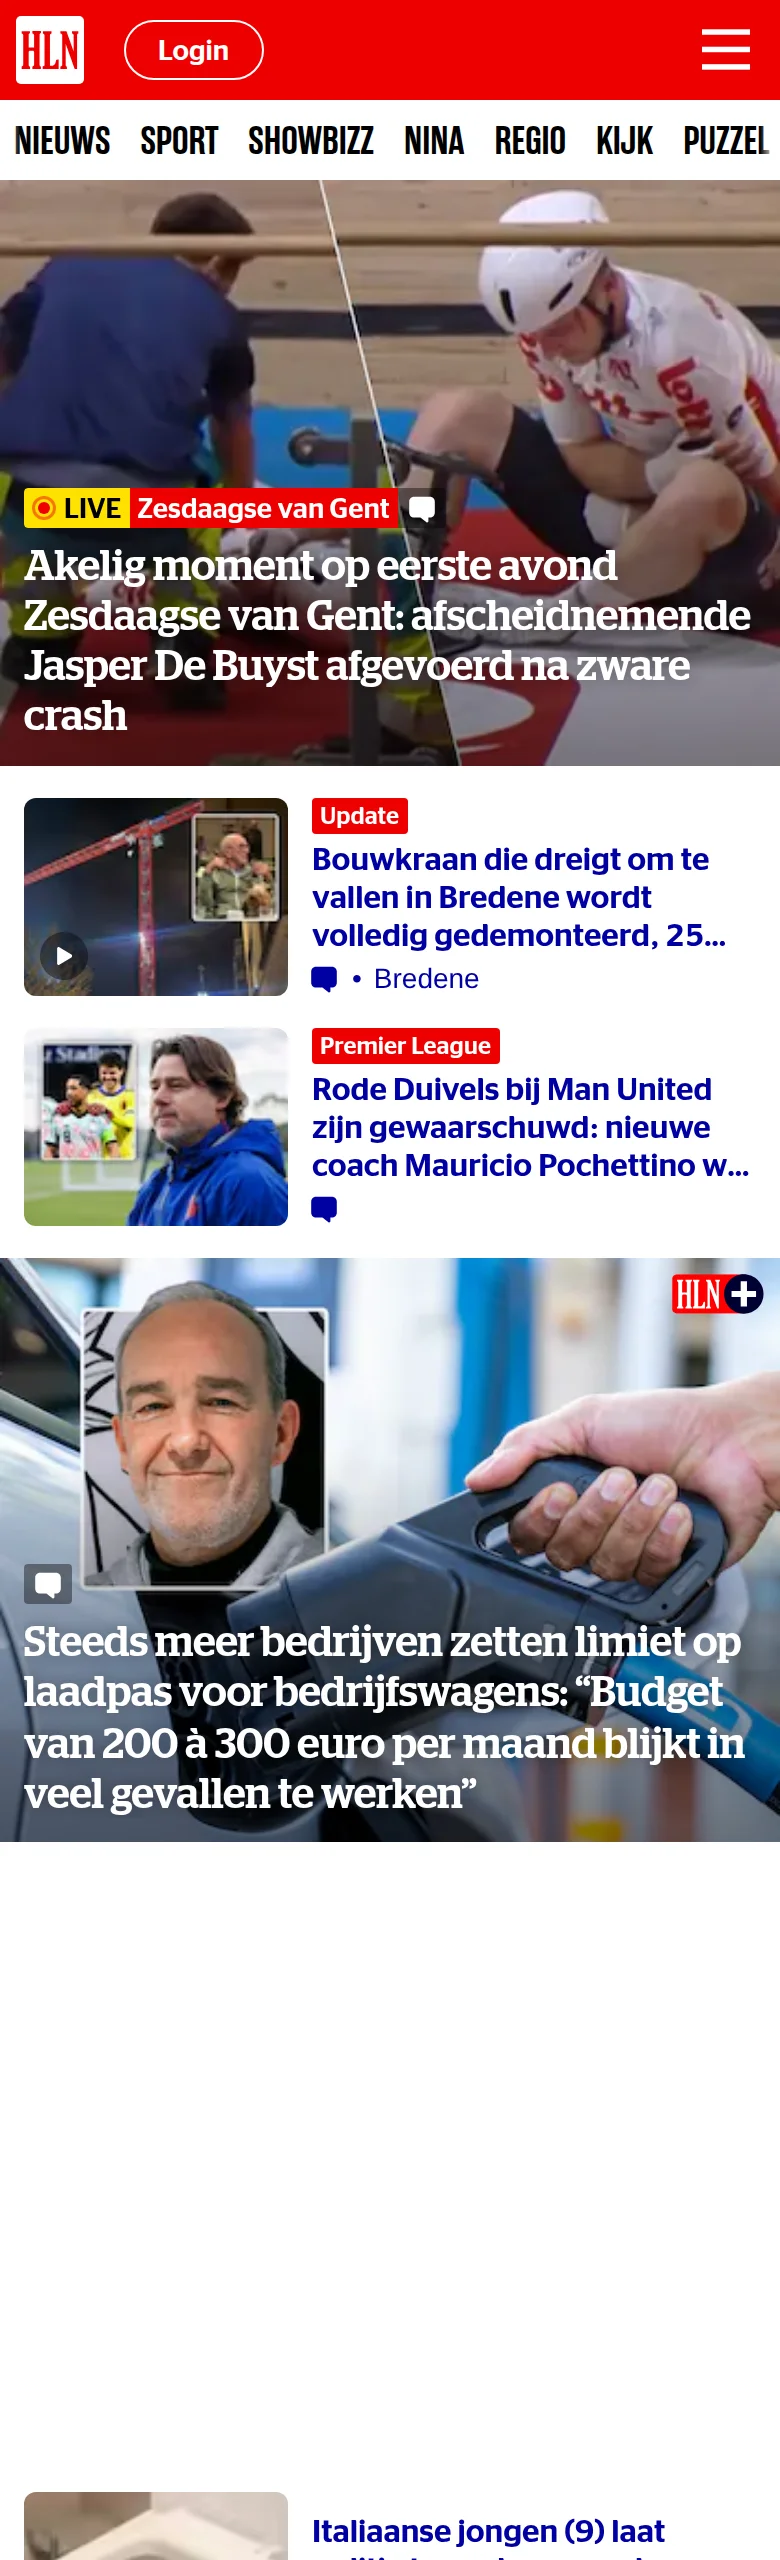 HLN
Login
NIEUWS SPORT SHOWBIZZ NINA REGIO KIJK PUZZEL
LIVE Zesdaagse van Gent
Akelig moment op eerste avond
Zesdaagse van Gent: afscheidnemende
Jasper De Buyst afgevoerd na zware
crash
Update
Bouwkraan die dreigt om te
vallen in Bredene wordt
volledig gedemonteerd, 25...
• Bredene
Premier League
Rode Duivels bij Man United
zijn gewaarschuwd: nieuwe
coach Mauricio Pochettino w...
HLN+
Steeds meer bedrijven zetten limiet op
laadpas voor bedrijfswagens: “Budget
van 200 à 300 euro per maand blijkt in
veel gevallen te werken”
Italiaanse jongen (9) laat